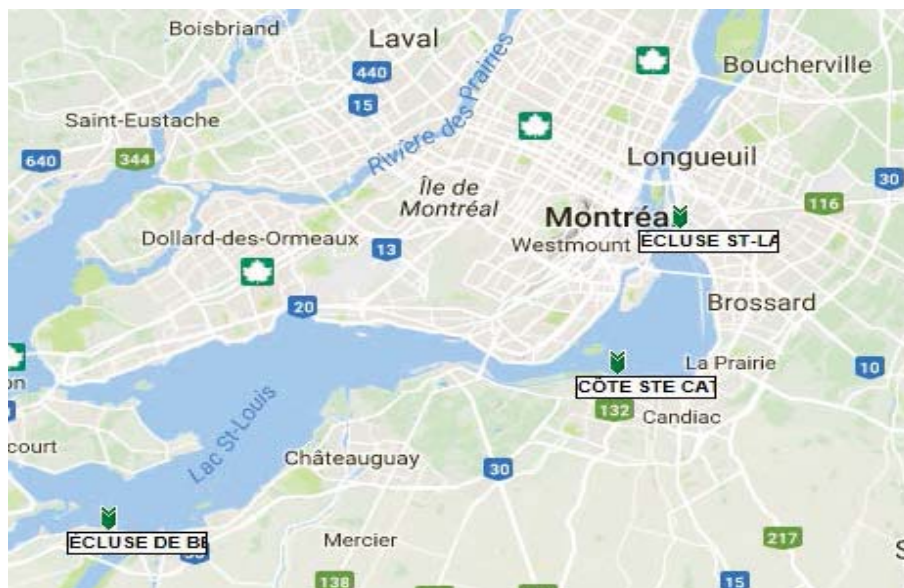 Boisbriand
Laval
Boucherville
440
15
Rivière des Prairies
Saint-Eustache
640
344
Longueuil
30
Île de
Montréal
116
Montréa
Dollard-des-Ormeaux
13
Westmount
ÉCLUSE ST-LA
20
Brossard
La Prairie
10
on
CÔTE STE CAT
132
Candiac
court
Lac St-Louis
Châteauguay
30
ÉCLUSE DE BE
Mercier
217
S
138
15